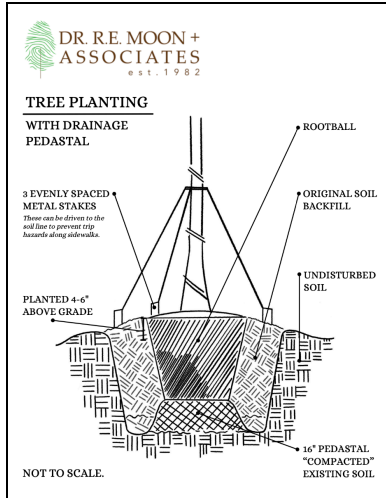 DR. R.E. MOON +
ASSOCIATES
est. 1982
TREE PLANTING
WITH DRAINAGE
PEDASTAL
ROOTBALL
3 EVENLY SPACED
METAL STAKES
These can be driven to the
soil line to prevent trip
hazards along sidewalks.
ORIGINAL SOIL
BACKFILL
UNDISTURBED
SOIL
PLANTED 4-6"
ABOVE GRADE
16" PEDASTAL
"COMPACTED"
EXISTING SOIL
NOT TO SCALE.